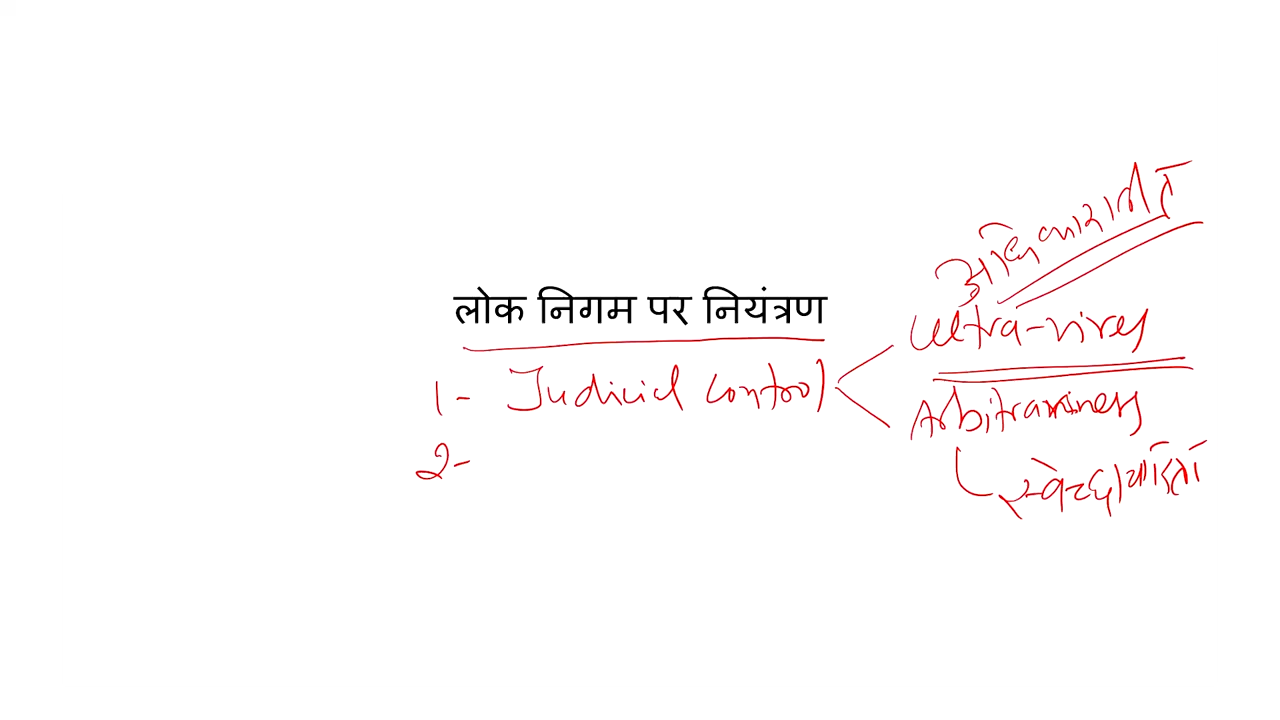 लोक निगम पर नियंत्रण
1- Judicial control
अधिकारातीत
Ultra-vires
Arbitrariness
स्वेच्छाचारिता
2-